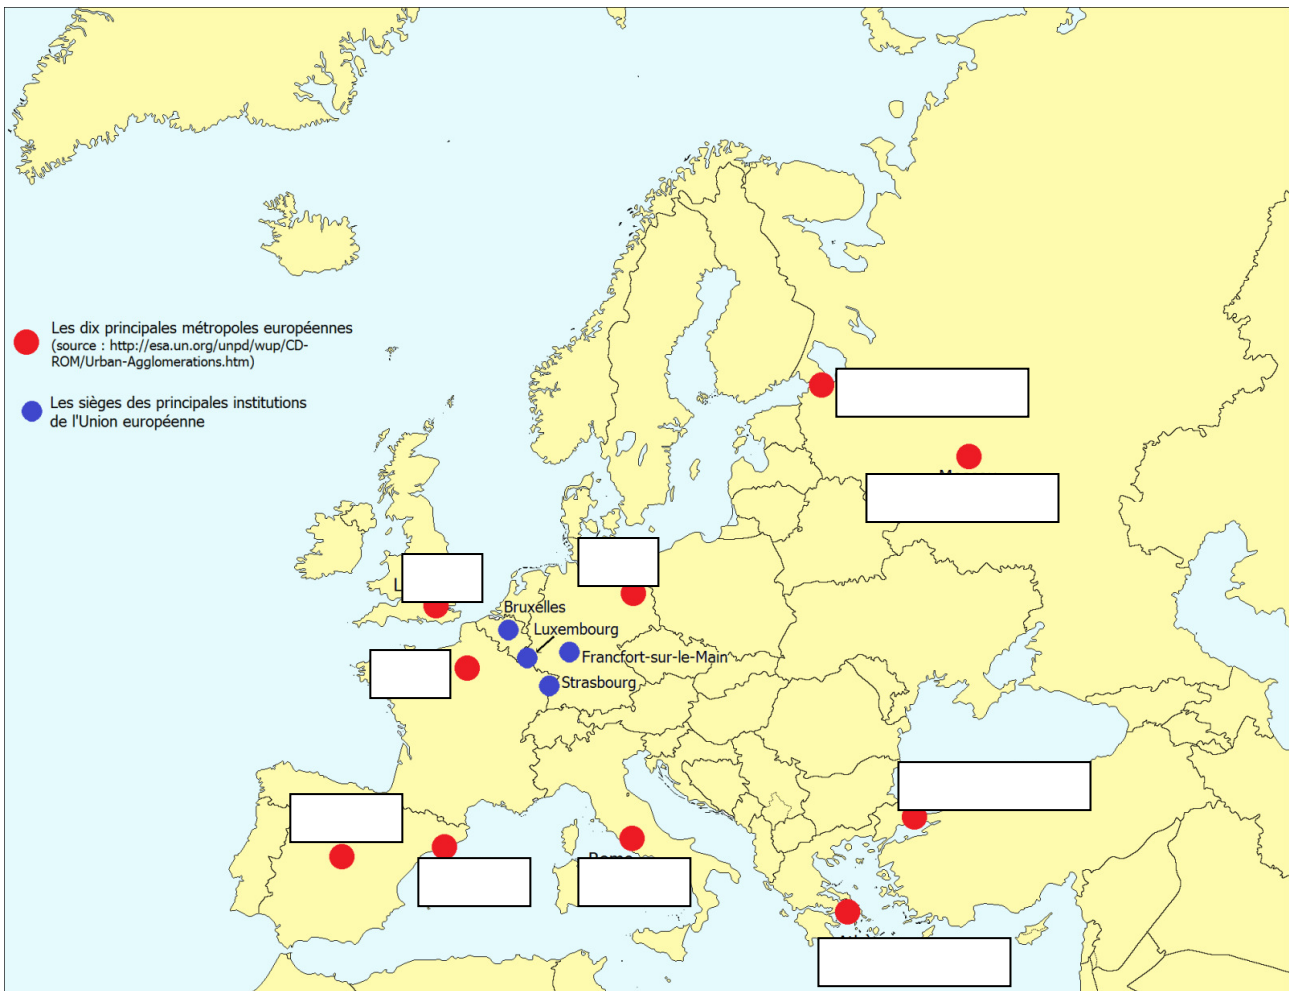 Les dix principales métropoles européennes
(source : http://esa.un.org/unpd/wup/CD-
ROM/Urban-Agglomerations.htm)
Les sièges des principales institutions
de l'Union européenne
Bruxelles
Luxembourg
Francfort-sur-le-Main
Strasbourg